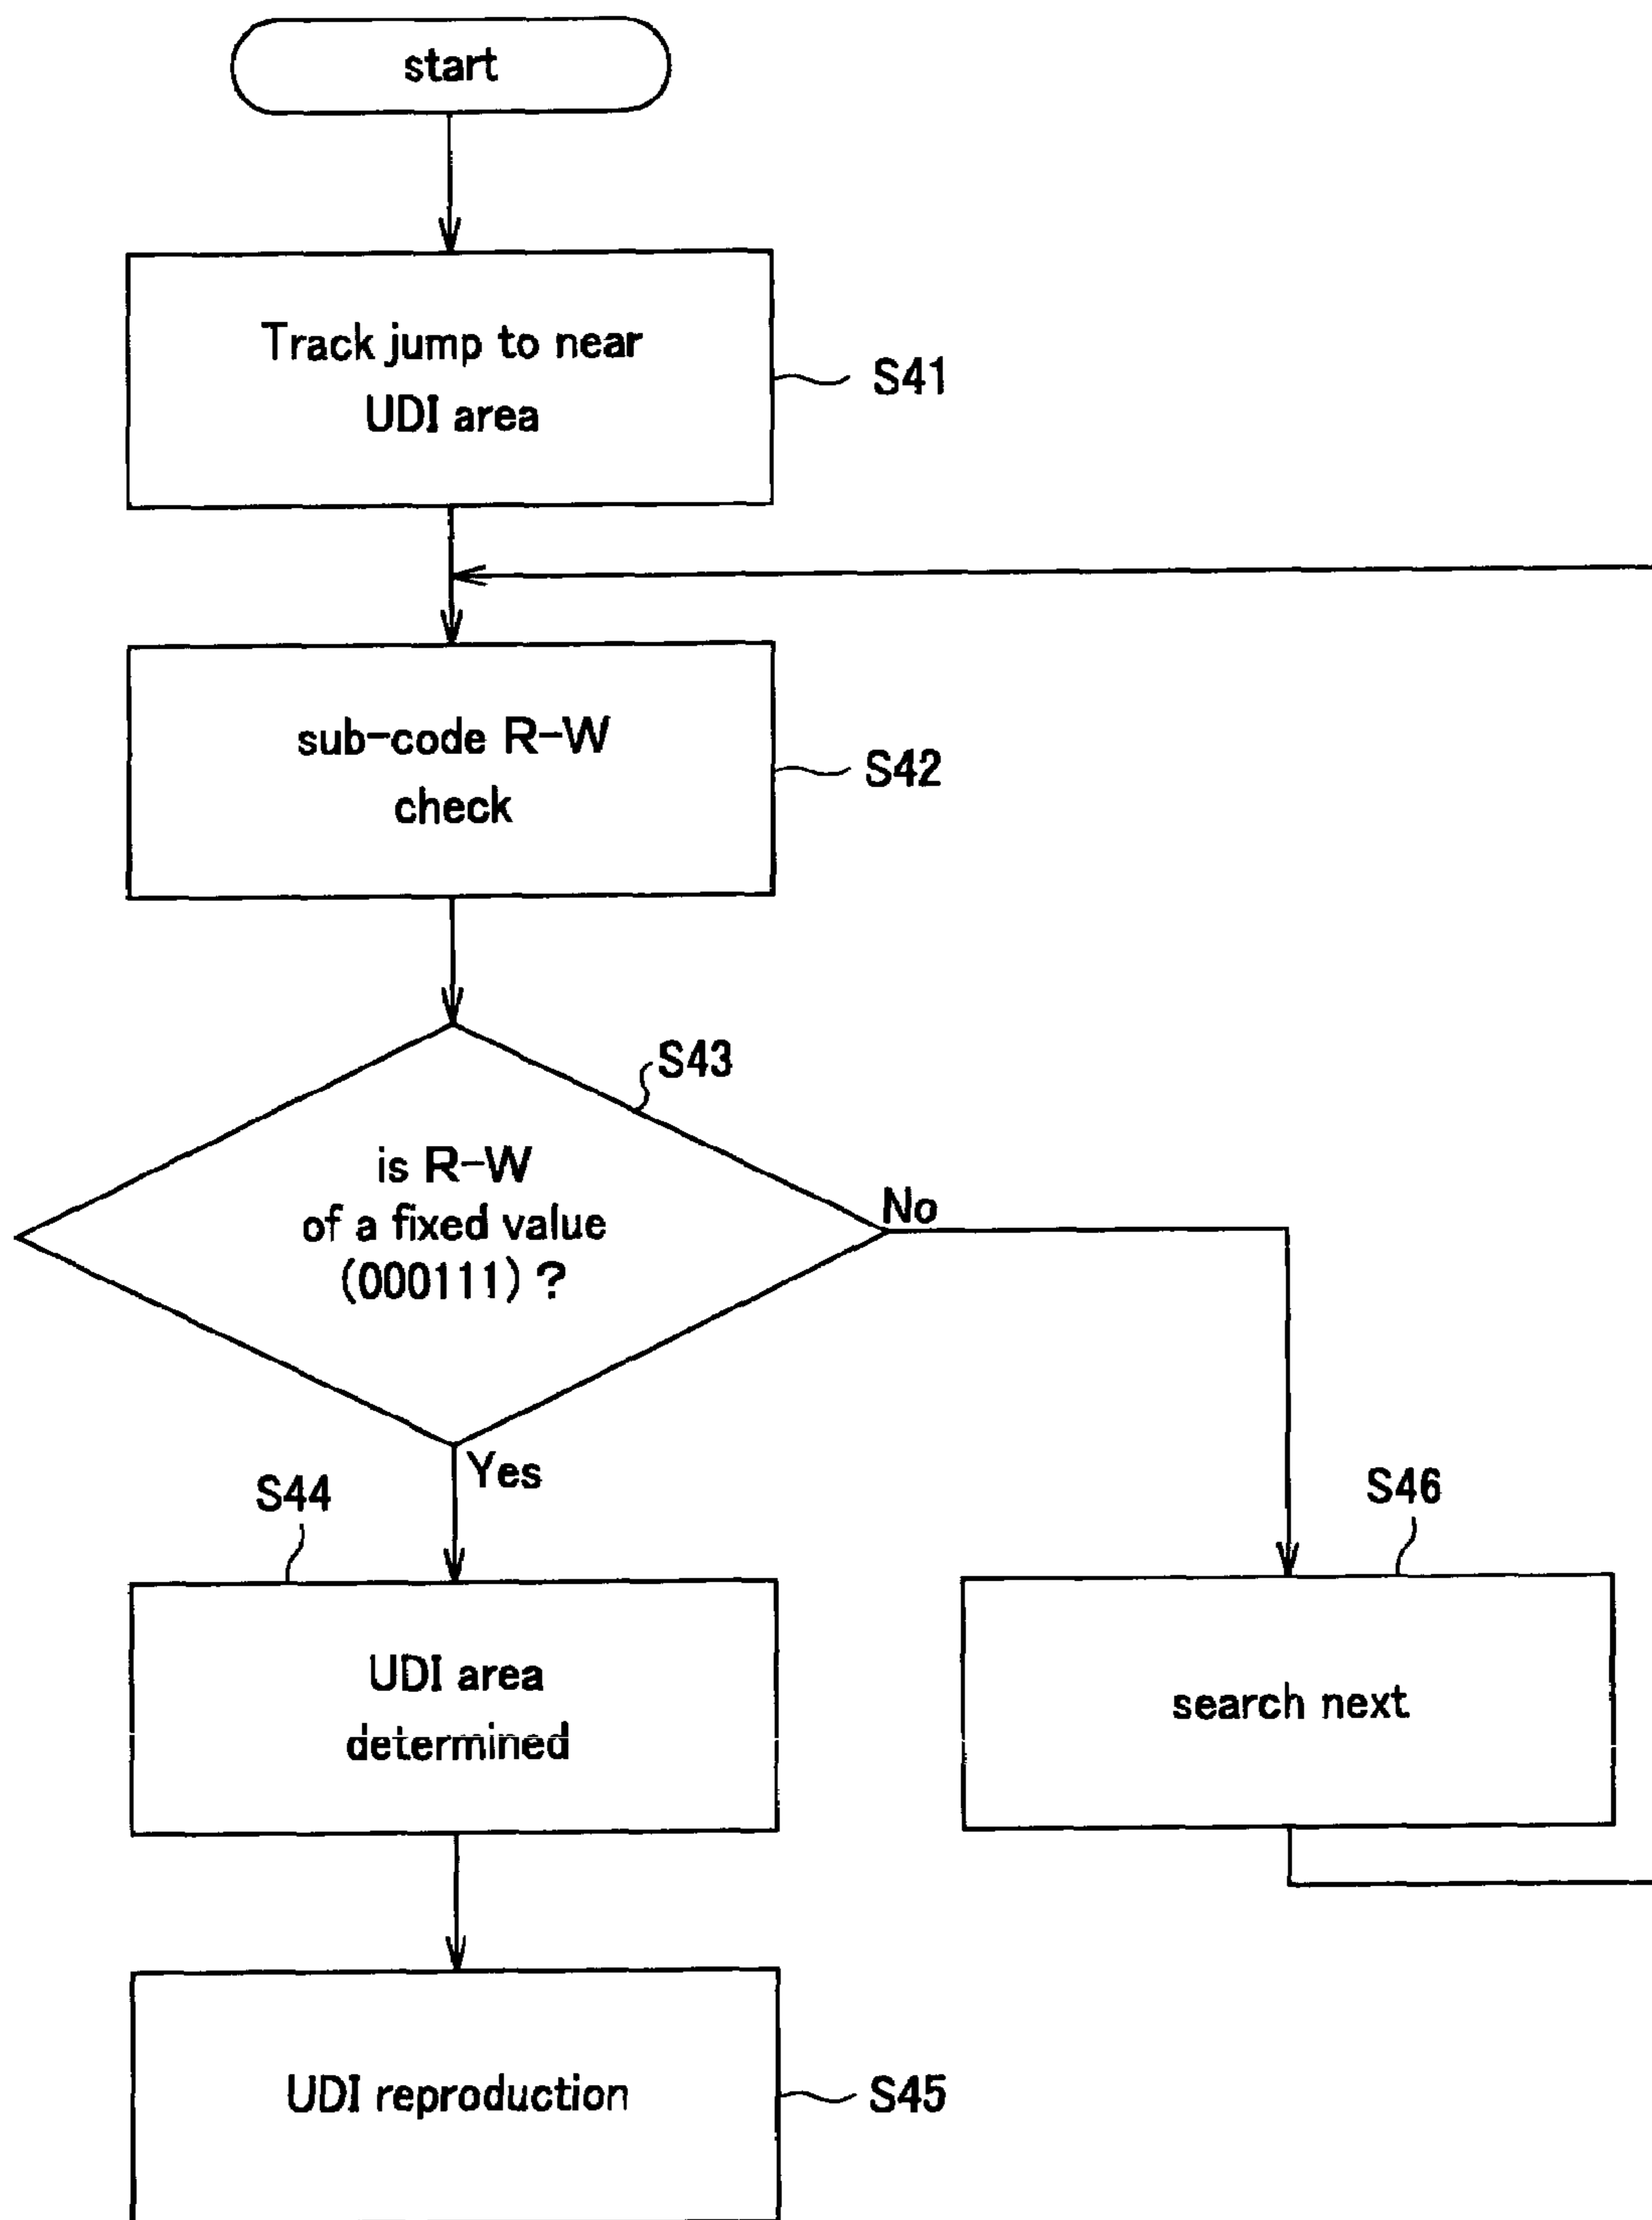 start
Track jump to near
UDI area
S41
sub-code R-W
check
S42
S43
is R-W
of a fixed value
(000111) ?
No
Yes
S44
UDI area
determined
S46
search next
UDI reproduction
S45